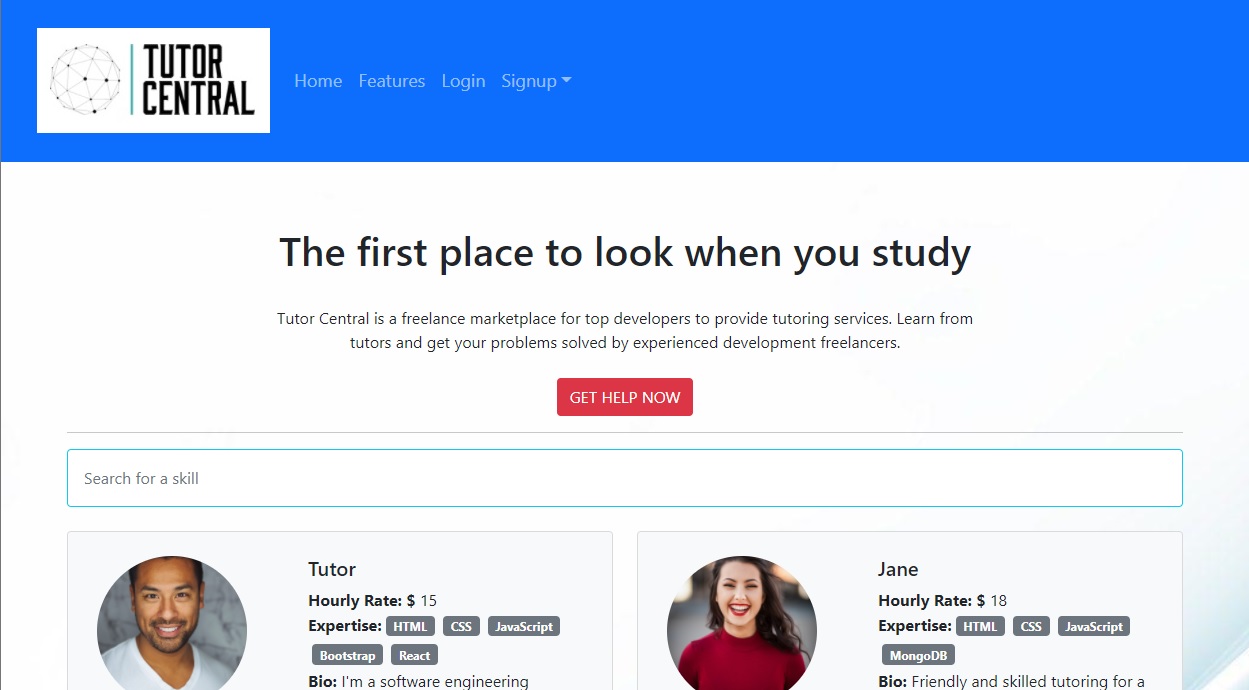 TUTOR
CENTRAL
Home Features Login Signup
The first place to look when you study
Tutor Central is a freelance marketplace for top developers to provide tutoring services. Learn from
tutors and get your problems solved by experienced development freelancers.
GET HELP NOW
Search for a skill
Tutor
Hourly Rate: $ 15
Expertise: HTML CSS JavaScript
Bootstrap React
Bio: I'm a software engineering
Jane
Hourly Rate: $ 18
Expertise: HTML CSS JavaScript
MongoDB
Bio: Friendly and skilled tutoring for a